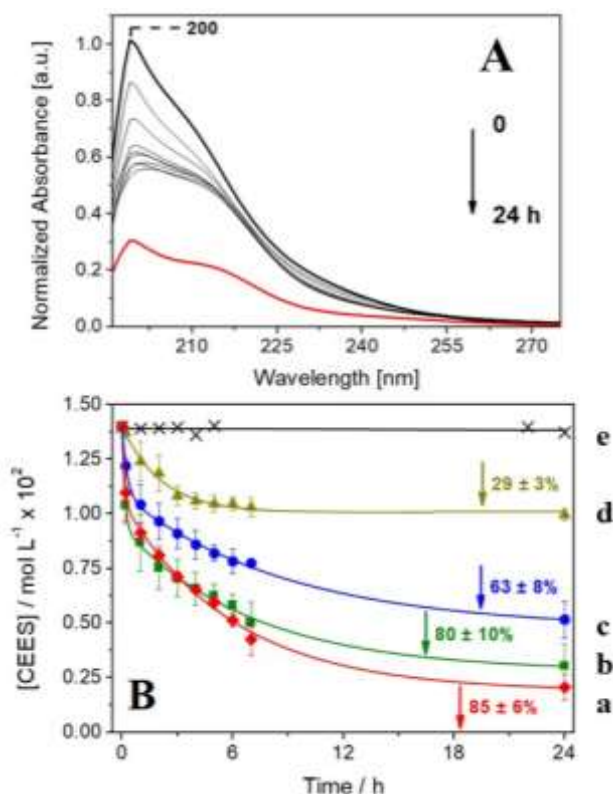 200
A
0
24 h
1.0
0.8
0.6
0.4
0.2
0.0
Normalized Absorbance [a.u.]
210 225 240 255 270
Wavelength [nm]
1.50
1.25
1.00
0.75
0.50
0.25
0.00
[CEES] / mol L⁻¹ x 10²
e
29 ± 3%
d
63 ± 8%
c
80 ± 10%
b
85 ± 6%
a
B
0 6 12 18 24
Time / h